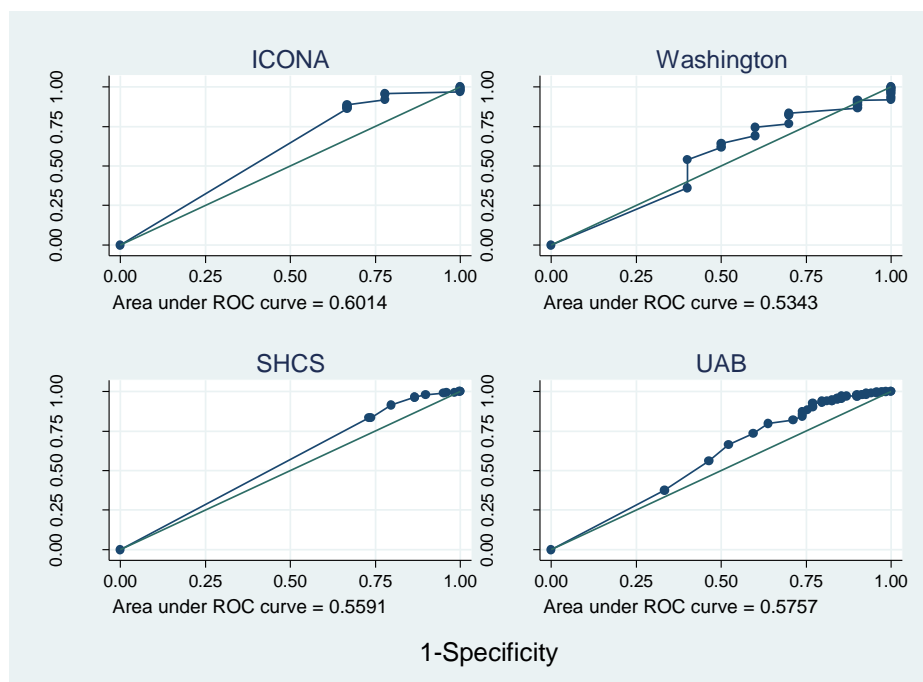 ICONA
0.00 0.25 0.50 0.75 1.00
0.00 0.25 0.50 0.75 1.00
Area under ROC curve = 0.6014
Washington
0.00 0.25 0.50 0.75 1.00
0.00 0.25 0.50 0.75 1.00
Area under ROC curve = 0.5343
SHCS
0.00 0.25 0.50 0.75 1.00
0.00 0.25 0.50 0.75 1.00
Area under ROC curve = 0.5591
UAB
0.00 0.25 0.50 0.75 1.00
0.00 0.25 0.50 0.75 1.00
Area under ROC curve = 0.5757
1-Specificity